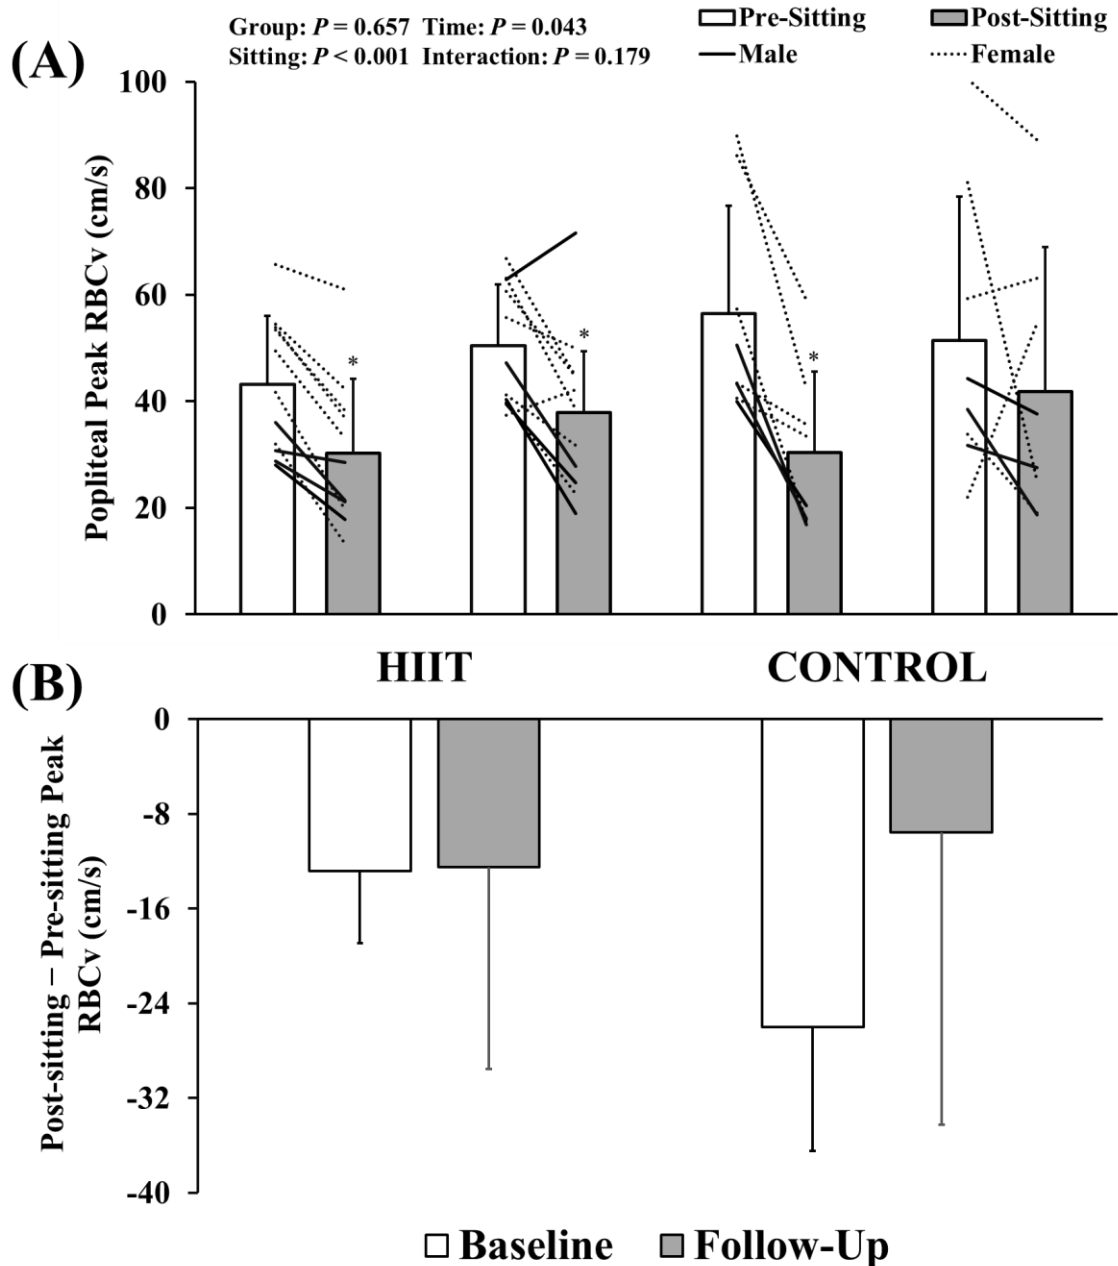 (A)
Group: P = 0.657 Time: P = 0.043
Sitting: P < 0.001 Interaction: P = 0.179
Pre-Sitting
Post-Sitting
Male
Female
Popliteal Peak RBCv (cm/s)
100
80
60
40
20
0
*
*
*
HIIT
CONTROL
(B)
Post-sitting – Pre-sitting Peak
RBCv (cm/s)
0
-8
-16
-24
-32
-40
Baseline
Follow-Up